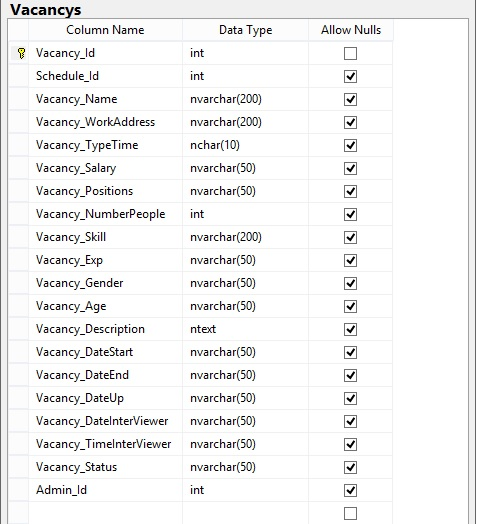 Vacancys
Column Name Data Type Allow Nulls
Vacancy_Id int
Schedule_Id int
Vacancy_Name nvarchar(200)
Vacancy_WorkAddress nvarchar(200)
Vacancy_TypeTime nchar(10)
Vacancy_Salary nvarchar(50)
Vacancy_Positions nvarchar(50)
Vacancy_NumberPeople int
Vacancy_Skill nvarchar(200)
Vacancy_Exp nvarchar(50)
Vacancy_Gender nvarchar(50)
Vacancy_Age nvarchar(50)
Vacancy_Description ntext
Vacancy_DateStart nvarchar(50)
Vacancy_DateEnd nvarchar(50)
Vacancy_DateUp nvarchar(50)
Vacancy_DateInterViewer nvarchar(50)
Vacancy_TimeInterViewer nvarchar(50)
Vacancy_Status nvarchar(50)
Admin_Id int